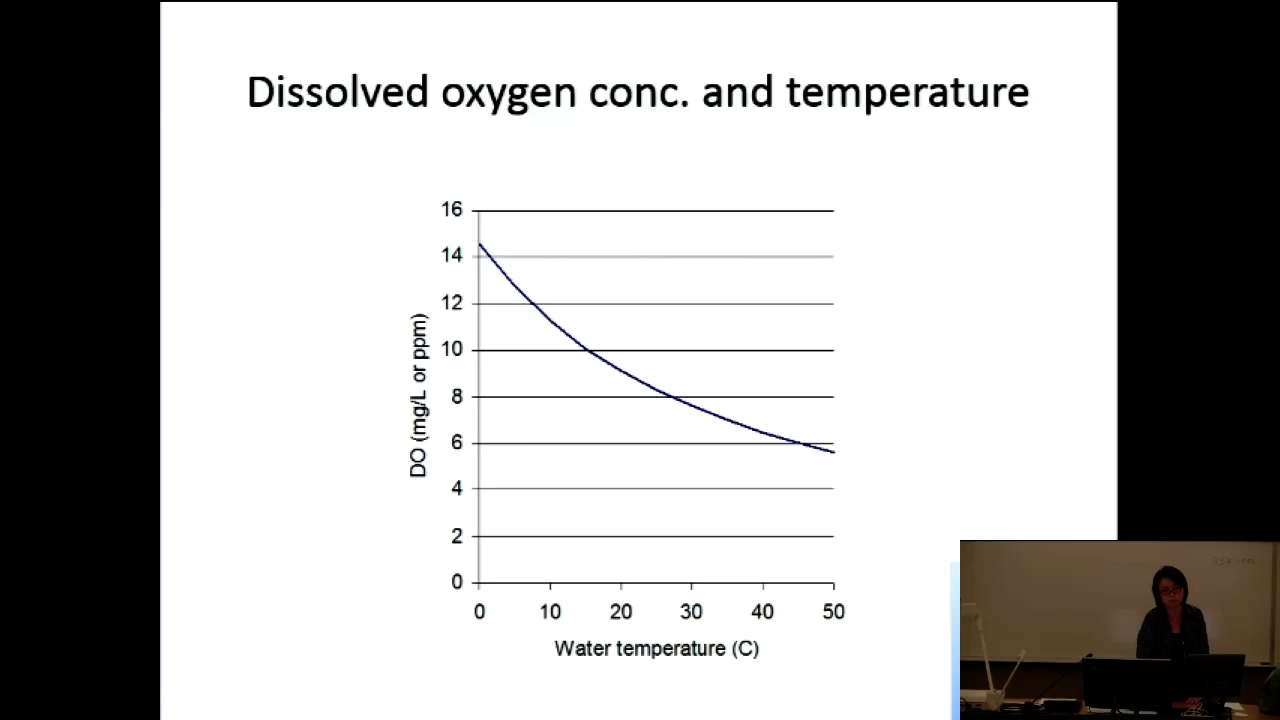 Dissolved oxygen conc. and temperature
16
14
12
10
8
6
4
2
0
DO (mg/L or ppm)
0 10 20 30 40 50
Water temperature (C)